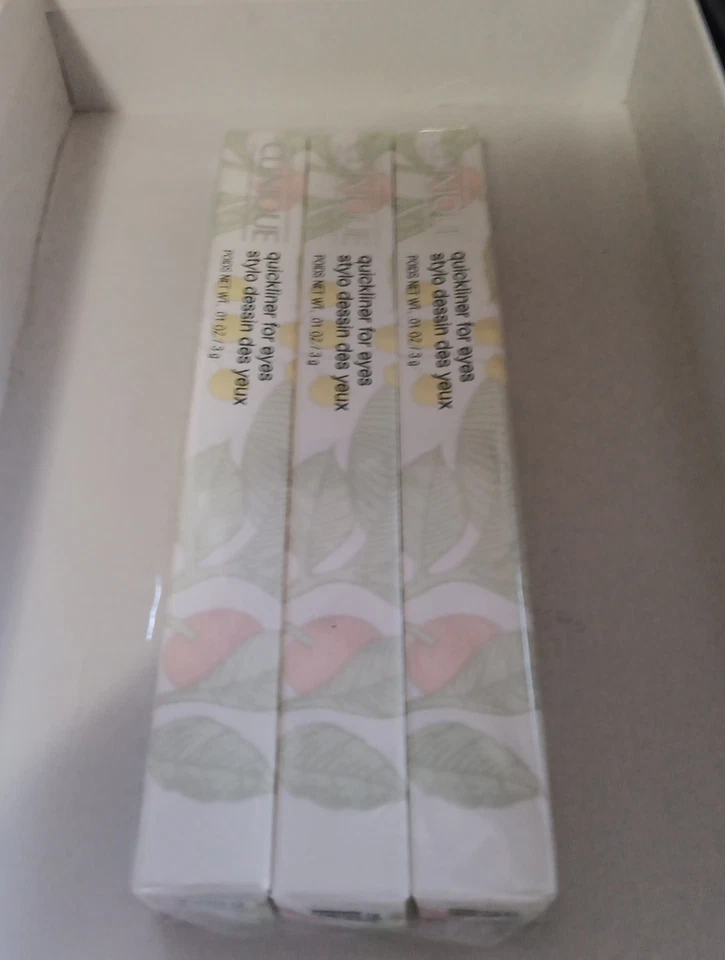 CLINIQUE
quickliner for eyes
stylo dessin des yeux
POIDS NET WT. .01 OZ / .3 g
CLINIQUE
quickliner for eyes
stylo dessin des yeux
POIDS NET WT. .01 OZ / .3 g
CLINIQUE
quickliner for eyes
stylo dessin des yeux
POIDS NET WT. .01 OZ / .3 g